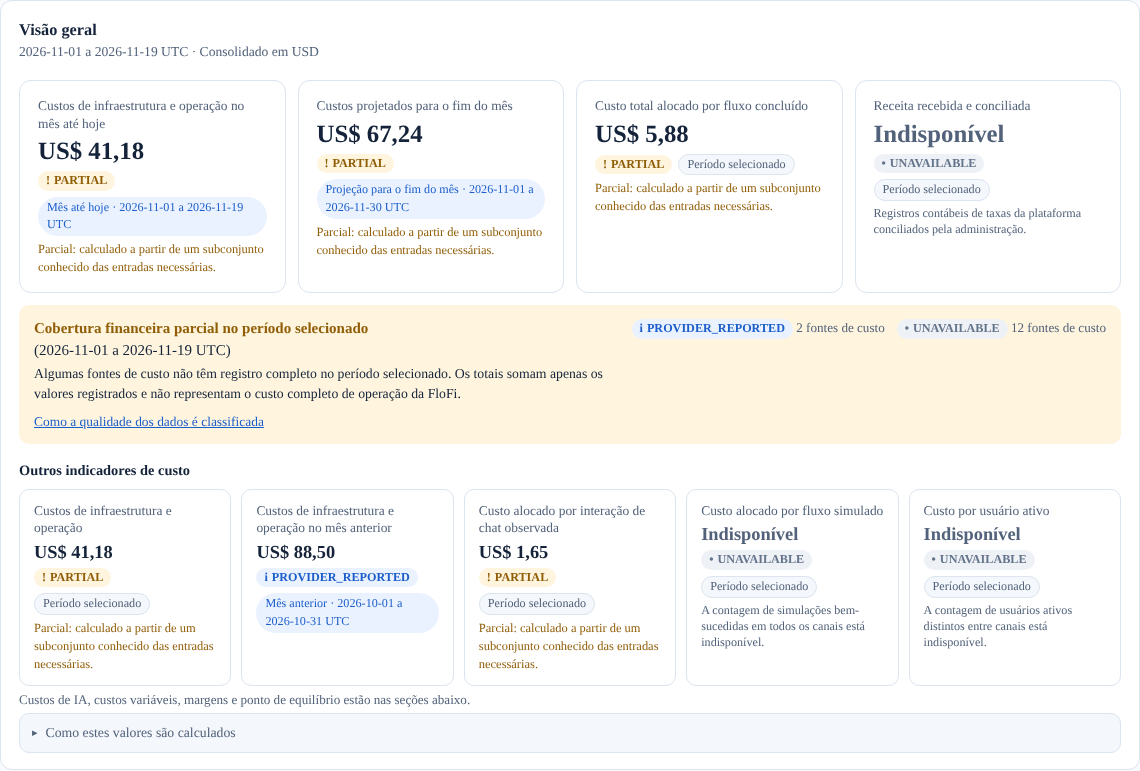 Visão geral
2026-11-01 a 2026-11-19 UTC · Consolidado em USD
Custos de infraestrutura e operação no
mês até hoje
US$ 41,18
! PARTIAL
Mês até hoje · 2026-11-01 a 2026-11-19
UTC
Parcial: calculado a partir de um subconjunto
conhecido das entradas necessárias.
Custos projetados para o fim do mês
US$ 67,24
! PARTIAL
Projeção para o fim do mês · 2026-11-01 a
2026-11-30 UTC
Parcial: calculado a partir de um subconjunto
conhecido das entradas necessárias.
Custo total alocado por fluxo concluído
US$ 5,88
! PARTIAL Período selecionado
Parcial: calculado a partir de um subconjunto
conhecido das entradas necessárias.
Receita recebida e conciliada
Indisponível
• UNAVAILABLE
Período selecionado
Registros contábeis de taxas da plataforma
conciliados pela administração.
Cobertura financeira parcial no período selecionado
(2026-11-01 a 2026-11-19 UTC)
Algumas fontes de custo não têm registro completo no período selecionado. Os totais somam apenas os
valores registrados e não representam o custo completo de operação da FloFi.
Como a qualidade dos dados é classificada
i PROVIDER_REPORTED 2 fontes de custo • UNAVAILABLE 12 fontes de custo
Outros indicadores de custo
Custos de infraestrutura e
operação
US$ 41,18
! PARTIAL
Período selecionado
Parcial: calculado a partir de um
subconjunto conhecido das entradas
necessárias.
Custos de infraestrutura e
operação no mês anterior
US$ 88,50
i PROVIDER_REPORTED
Mês anterior · 2026-10-01 a
2026-10-31 UTC
Custo alocado por interação de
chat observada
US$ 1,65
! PARTIAL
Período selecionado
Parcial: calculado a partir de um
subconjunto conhecido das entradas
necessárias.
Custo alocado por fluxo simulado
Indisponível
• UNAVAILABLE
Período selecionado
A contagem de simulações bem-
sucedidas em todos os canais está
indisponível.
Custo por usuário ativo
Indisponível
• UNAVAILABLE
Período selecionado
A contagem de usuários ativos
distintos entre canais está
indisponível.
Custos de IA, custos variáveis, margens e ponto de equilíbrio estão nas seções abaixo.
▸ Como estes valores são calculados